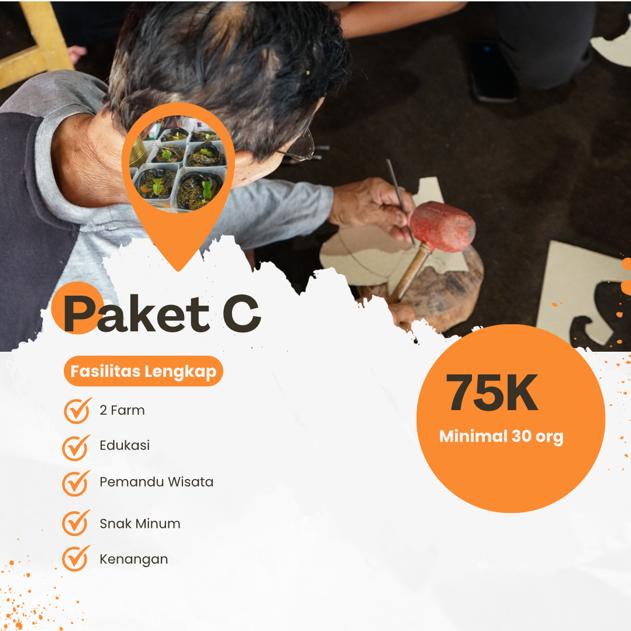 Paket C
Fasilitas Lengkap
2 Farm
Edukasi
Pemandu Wisata
Snak Minum
Kenangan
75K
Minimal 30 org